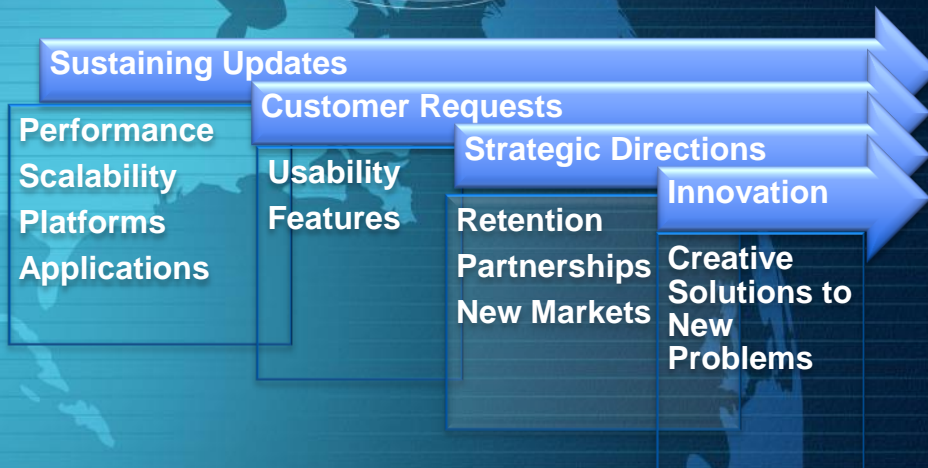 Sustaining Updates
Performance
Scalability
Platforms
Applications
Customer Requests
Usability
Features
Strategic Directions
Retention
Partnerships
New Markets
Innovation
Creative
Solutions to
New
Problems